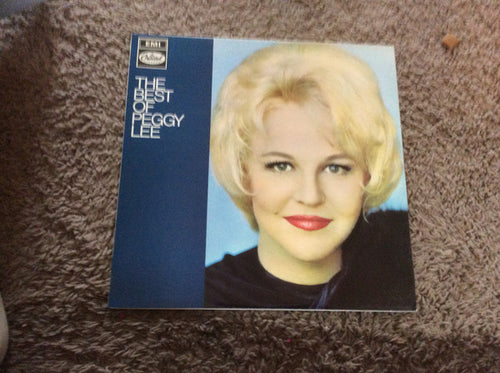 EMI
Capitol
THE
BEST
OF
PEGGY
LEE